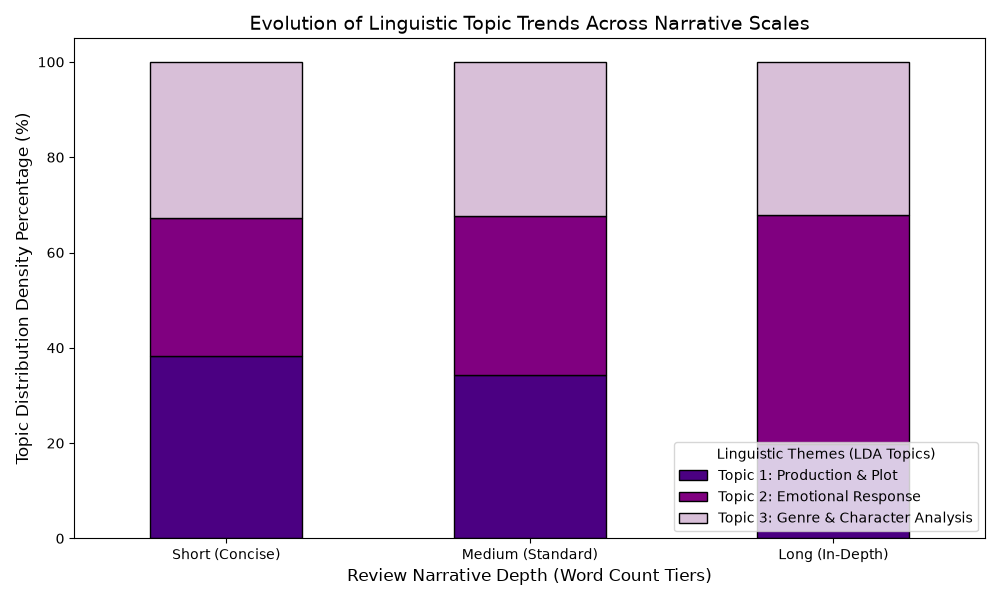 Evolution of Linguistic Topic Trends Across Narrative Scales
Topic Distribution Density Percentage (%)
100
80
60
40
20
0
Linguistic Themes (LDA Topics)
Topic 1: Production & Plot
Topic 2: Emotional Response
Topic 3: Genre & Character Analysis
Short (Concise)
Medium (Standard)
Long (In-Depth)
Review Narrative Depth (Word Count Tiers)